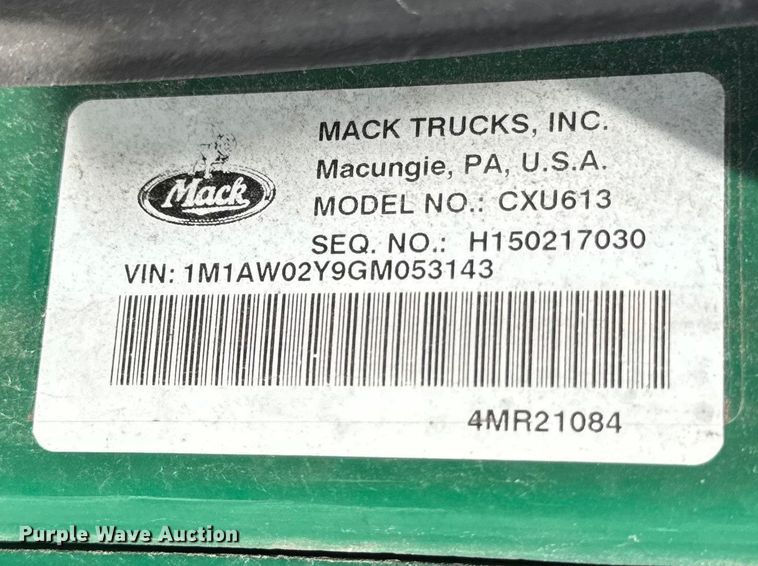 MACK TRUCKS, INC.
Macungie, PA, U.S.A.
Mack
MODEL NO.: CXU613
SEQ. NO.: H150217030
VIN: 1M1AW02Y9GM053143
4MR21084
Purple Wave Auction